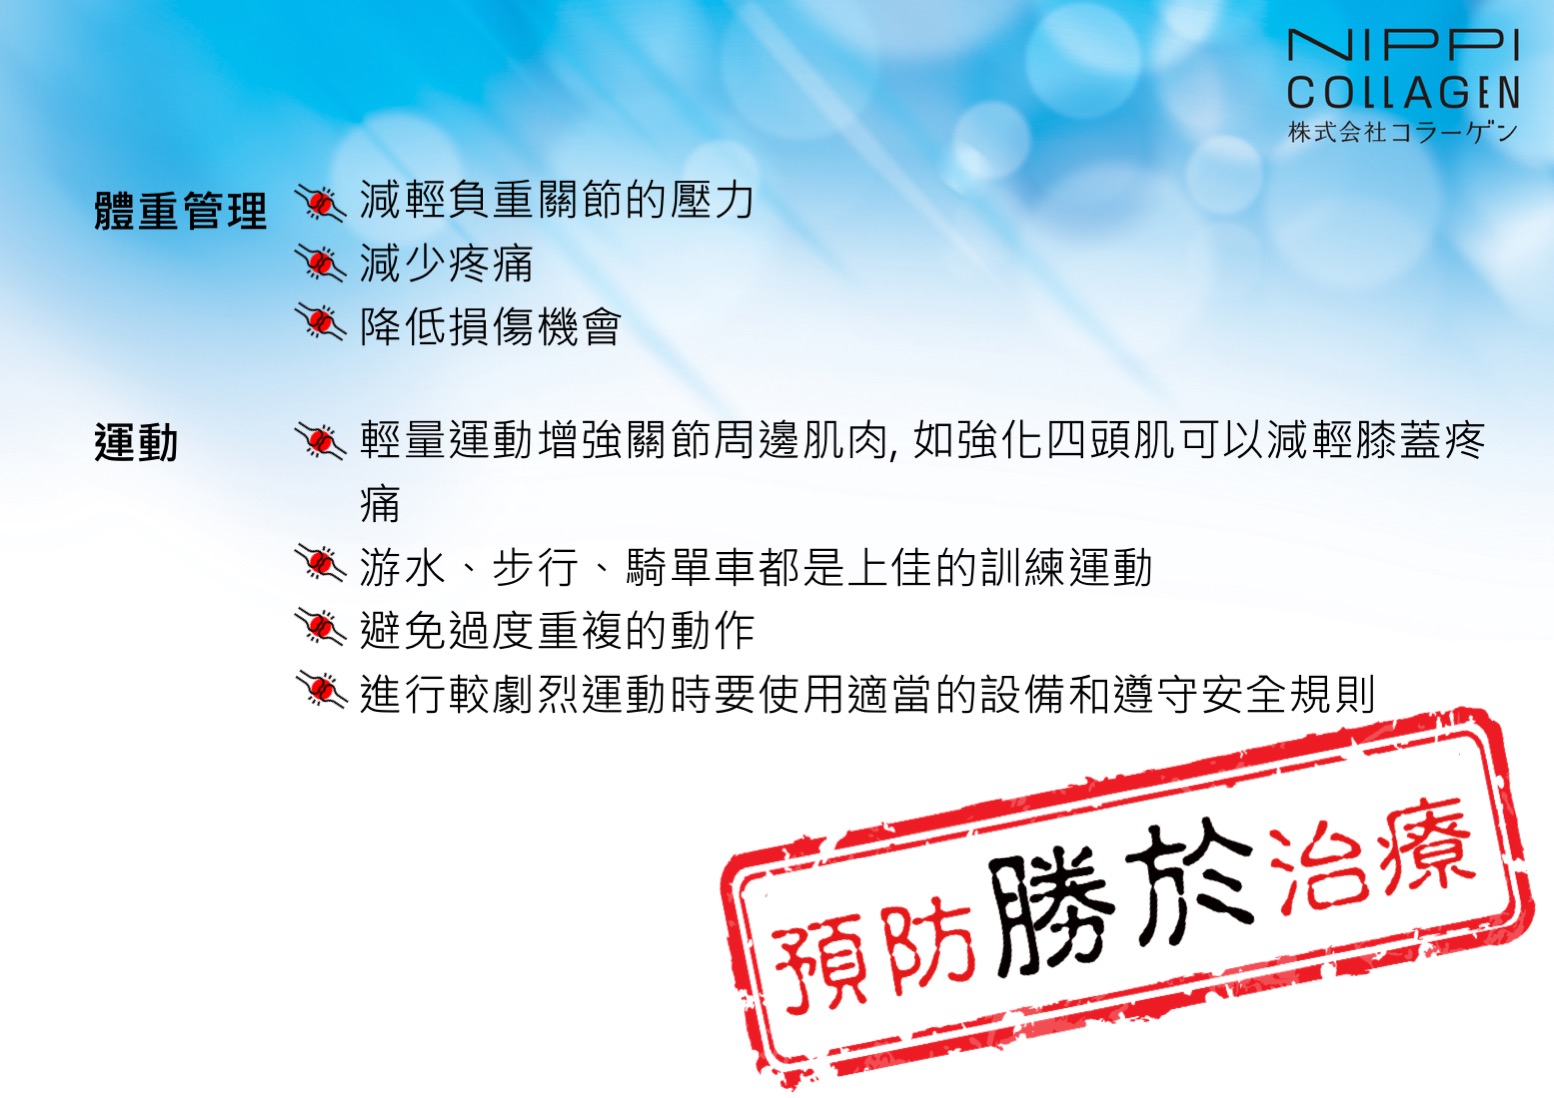 NIPPI
COLLAGEN
株式会社コラーゲン
體重管理
減輕負重關節的壓力
減少疼痛
降低損傷機會
運動
輕量運動增強關節周邊肌肉, 如強化四頭肌可以減輕膝蓋疼
痛
游水、步行、騎單車都是上佳的訓練運動
避免過度重複的動作
進行較劇烈運動時要使用適當的設備和遵守安全規則
預防勝於治療